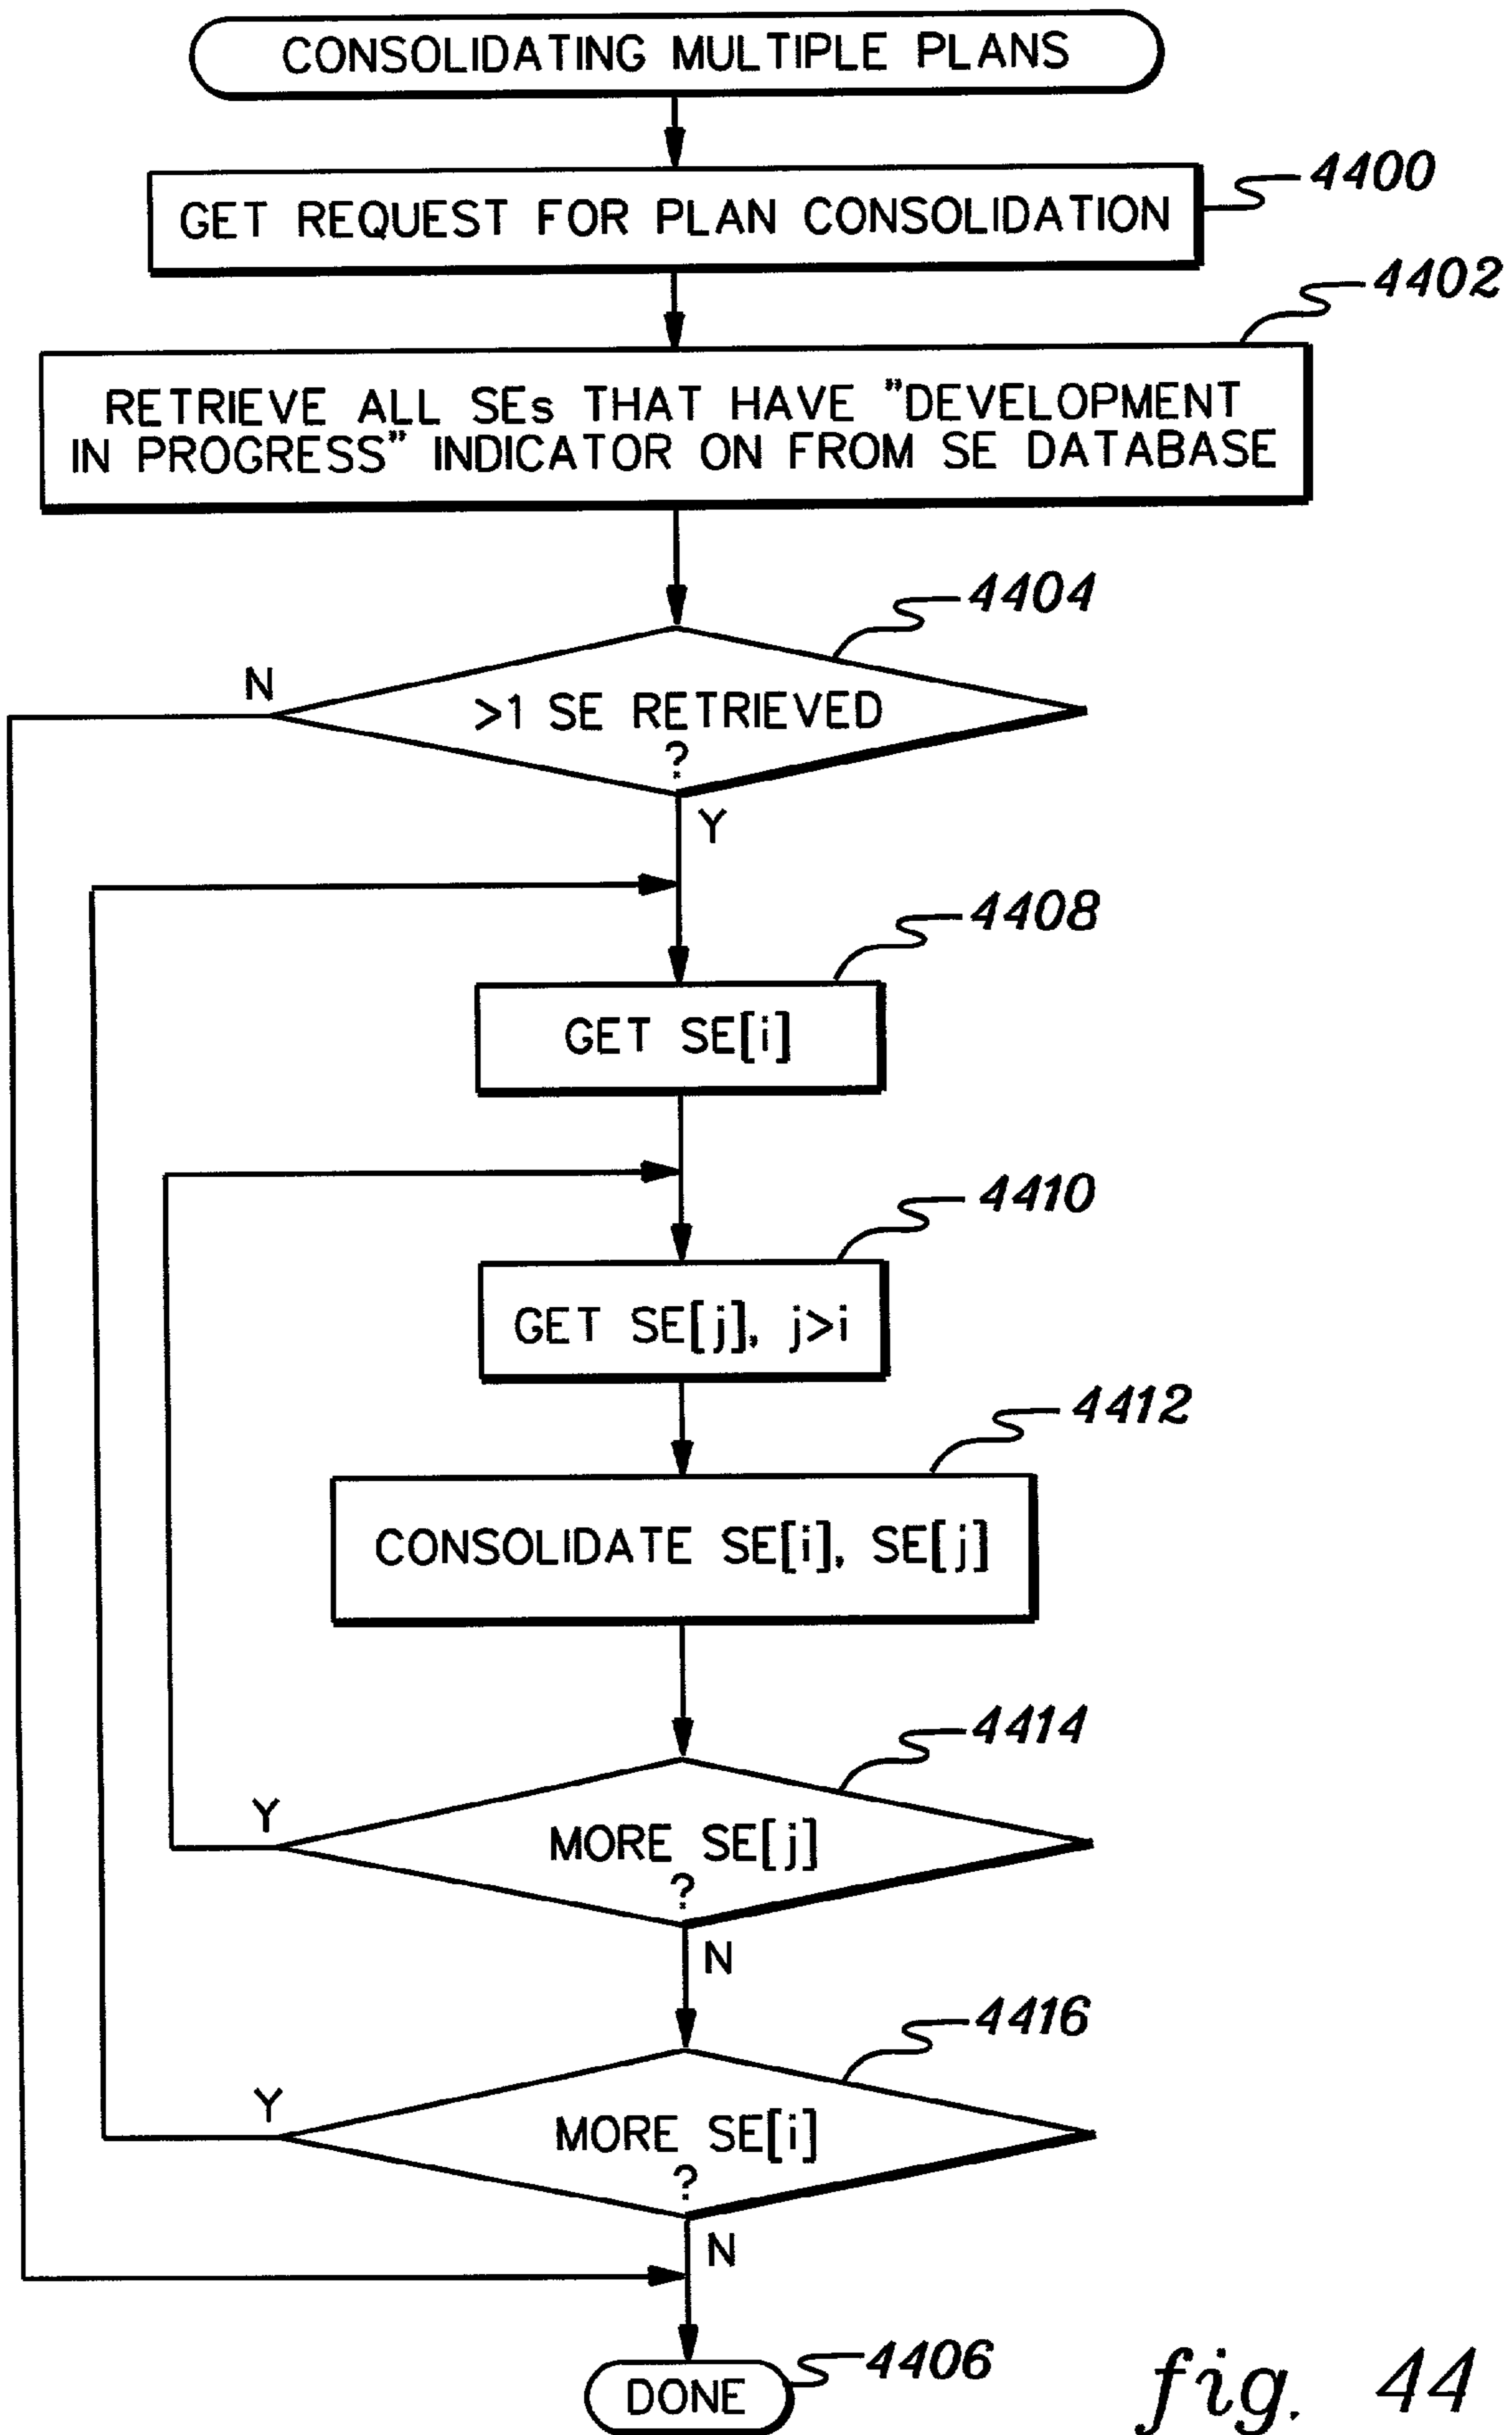 CONSOLIDATING MULTIPLE PLANS
GET REQUEST FOR PLAN CONSOLIDATION
4400
4402
RETRIEVE ALL SEs THAT HAVE "DEVELOPMENT
IN PROGRESS" INDICATOR ON FROM SE DATABASE
4404
N
>1 SE RETRIEVED
?
Y
4408
GET SE[i]
4410
GET SE[j], j>i
4412
CONSOLIDATE SE[i], SE[j]
4414
Y
MORE SE[j]
?
N
4416
Y
MORE SE[i]
?
N
4406
DONE
fig. 44